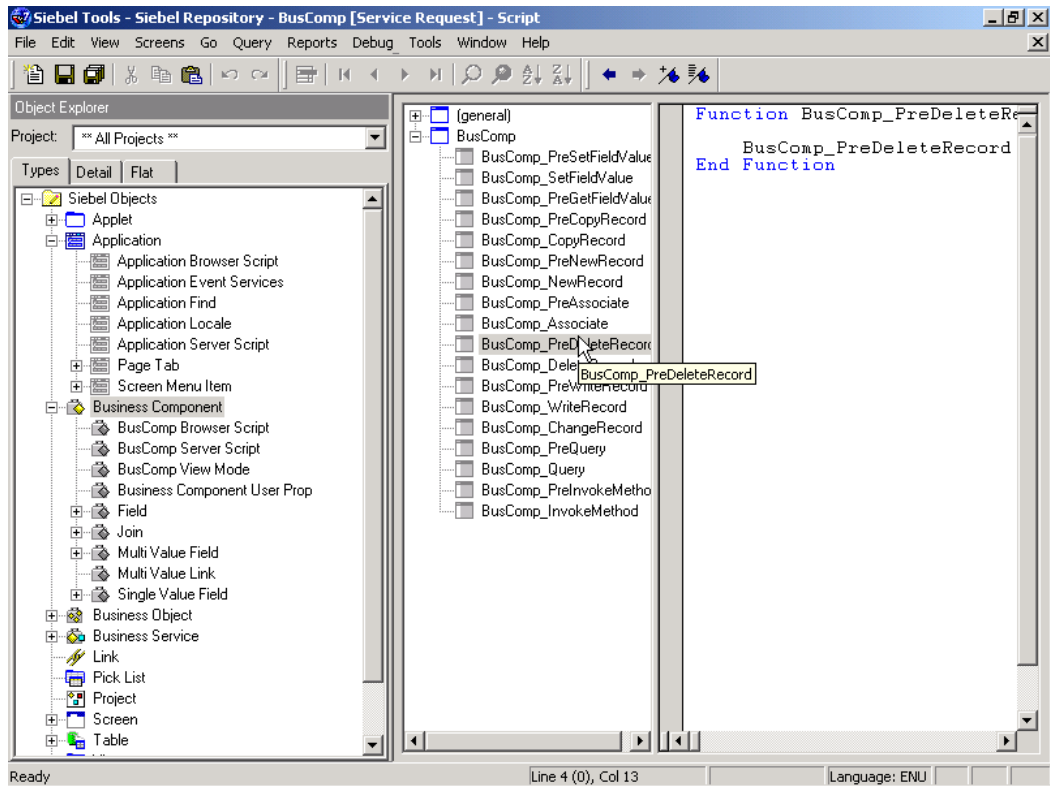 Siebel Tools - Siebel Repository - BusComp [Service Request] - Script
File Edit View Screens Go Query Reports Debug Tools Window Help
Object Explorer
Project: ** All Projects **
Types Detail Flat
Siebel Objects
Applet
Application
Application Browser Script
Application Event Services
Application Find
Application Locale
Application Server Script
Page Tab
Screen Menu Item
Business Component
BusComp Browser Script
BusComp Server Script
BusComp View Mode
Business Component User Prop
Field
Join
Multi Value Field
Multi Value Link
Single Value Field
Business Object
Business Service
Link
Pick List
Project
Screen
Table
(general)
BusComp
BusComp_PreSetFieldValue
BusComp_SetFieldValue
BusComp_PreGetFieldValue
BusComp_PreCopyRecord
BusComp_CopyRecord
BusComp_PreNewRecord
BusComp_NewRecord
BusComp_PreAssociate
BusComp_Associate
BusComp_PreDeleteRecord
BusComp_PreDeleteRecord
BusComp_PreWriteRecord
BusComp_WriteRecord
BusComp_ChangeRecord
BusComp_PreQuery
BusComp_Query
BusComp_PreInvokeMetho
BusComp_InvokeMethod
Function BusComp_PreDeleteRe
BusComp_PreDeleteRecord
End Function
Ready
Line 4 (0), Col 13
Language: ENU